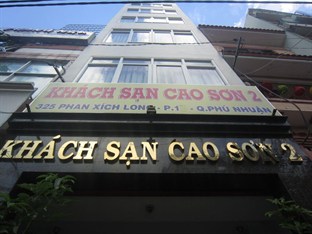 KHÁCH SẠN CAO SƠN 2
325 PHAN XÍCH LONG - P.1 - Q.PHÚ NHUẬN
KHÁCH SẠN CAO SƠN 2